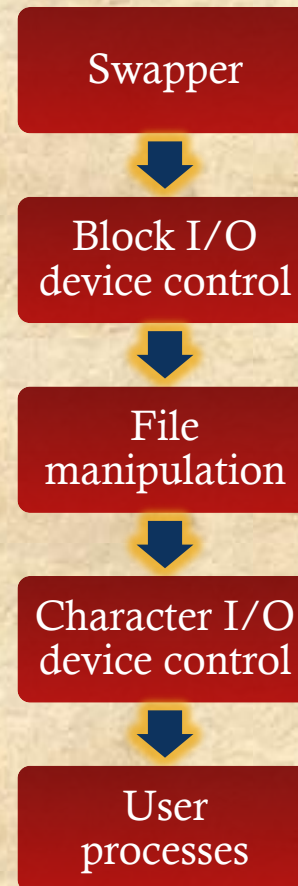 Swapper
Block I/O
device control
File
manipulation
Character I/O
device control
User
processes